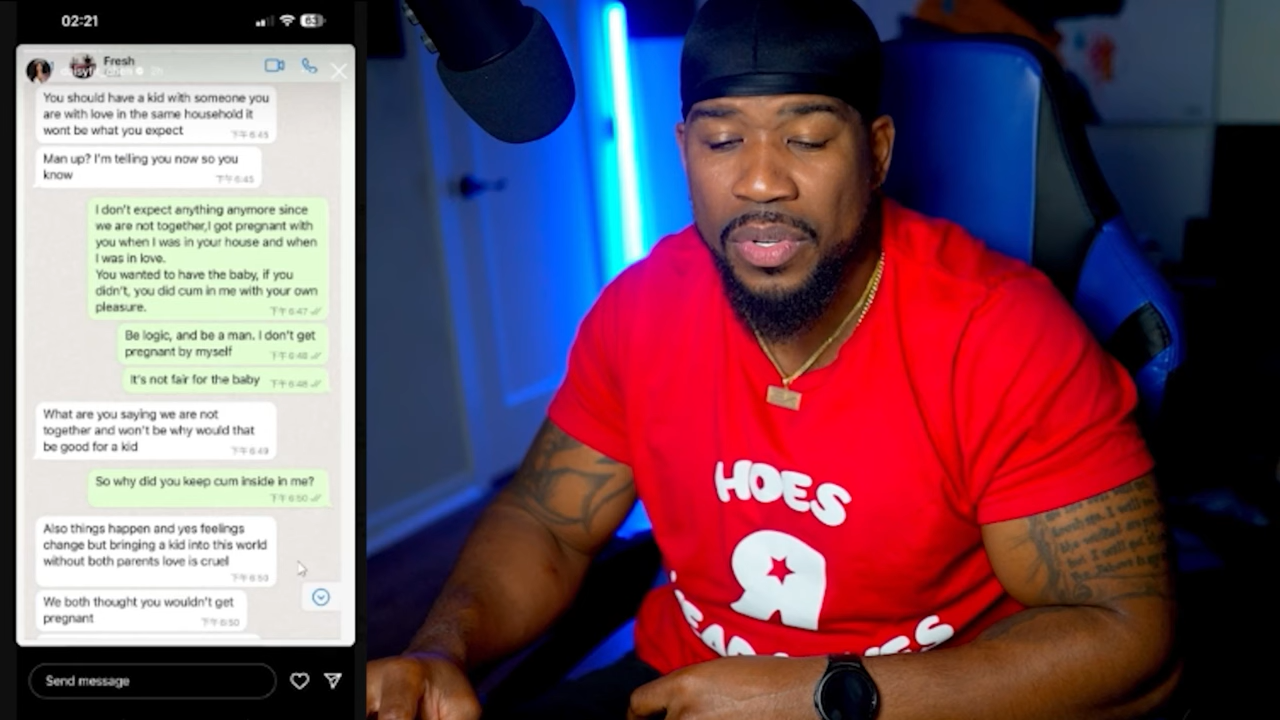 02:21
63
Fresh
You should have a kid with someone you
are with love in the same household it
wont be what you expect
下午6:45
Man up? I'm telling you now so you
know
下午6:45
I don't expect anything anymore since
we are not together,I got pregnant with
you when I was in your house and when
I was in love.
You wanted to have the baby, if you
didn't, you did cum in me with your own
pleasure.
下午6:47
Be logic, and be a man. I don't get
pregnant by myself
下午6:48
It's not fair for the baby
下午6:48
What are you saying we are not
together and won't be why would that
be good for a kid
下午6:49
So why did you keep cum inside in me?
下午6:50
Also things happen and yes feelings
change but bringing a kid into this world
without both parents love is cruel
下午6:50
We both thought you wouldn't get
pregnant
下午6:50
Send message
HOES
R